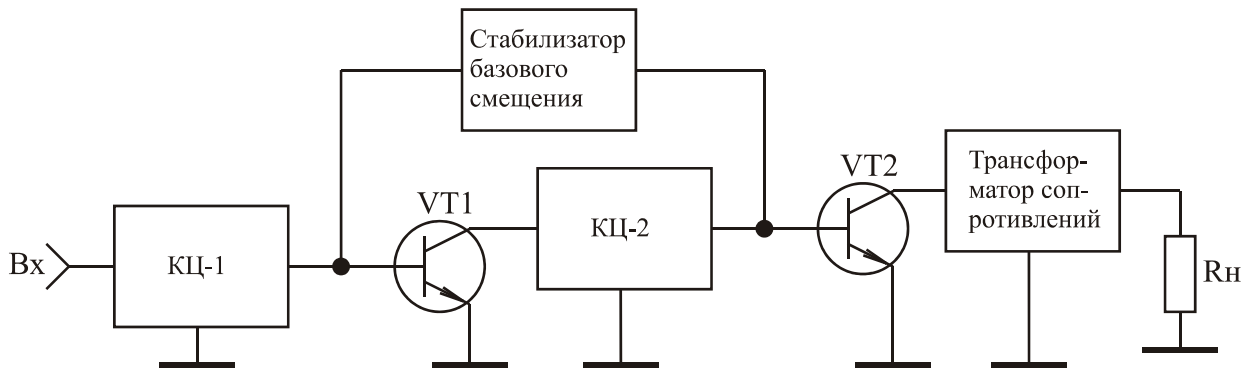 Стабилизатор
базового
смещения
VT1
VT2
Трансфор-
матор соп-
ротивлений
Вх
КЦ-1
КЦ-2
Rн